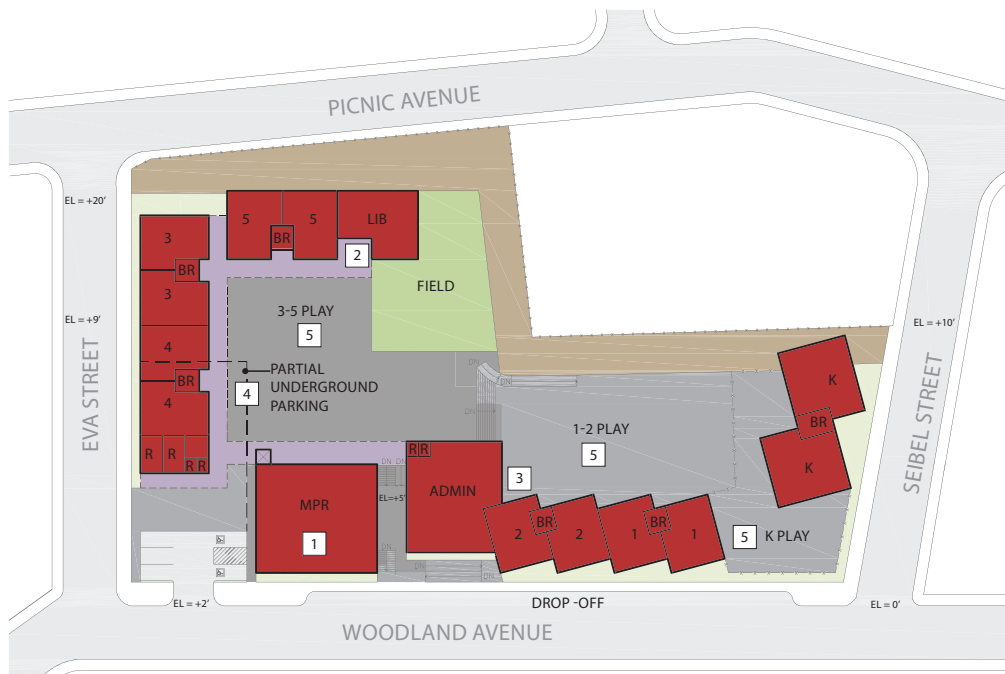 PICNIC AVENUE
EL = +20'
5
5
LIB
3
BR
2
BR
3
FIELD
3-5 PLAY
5
EL = +9'
EL = +10'
EVA STREET
4
PARTIAL
UNDERGROUND
PARKING
4
BR
4
DN
DN
DN
K
BR
K
SEIBEL STREET
1-2 PLAY
5
R
R
R R
R R
DN
DN
EL=+5'
ADMIN
3
MPR
1
2
BR
2
1
BR
1
5
K PLAY
DN
DN
DN
EL = +2'
DROP -OFF
EL = 0'
WOODLAND AVENUE